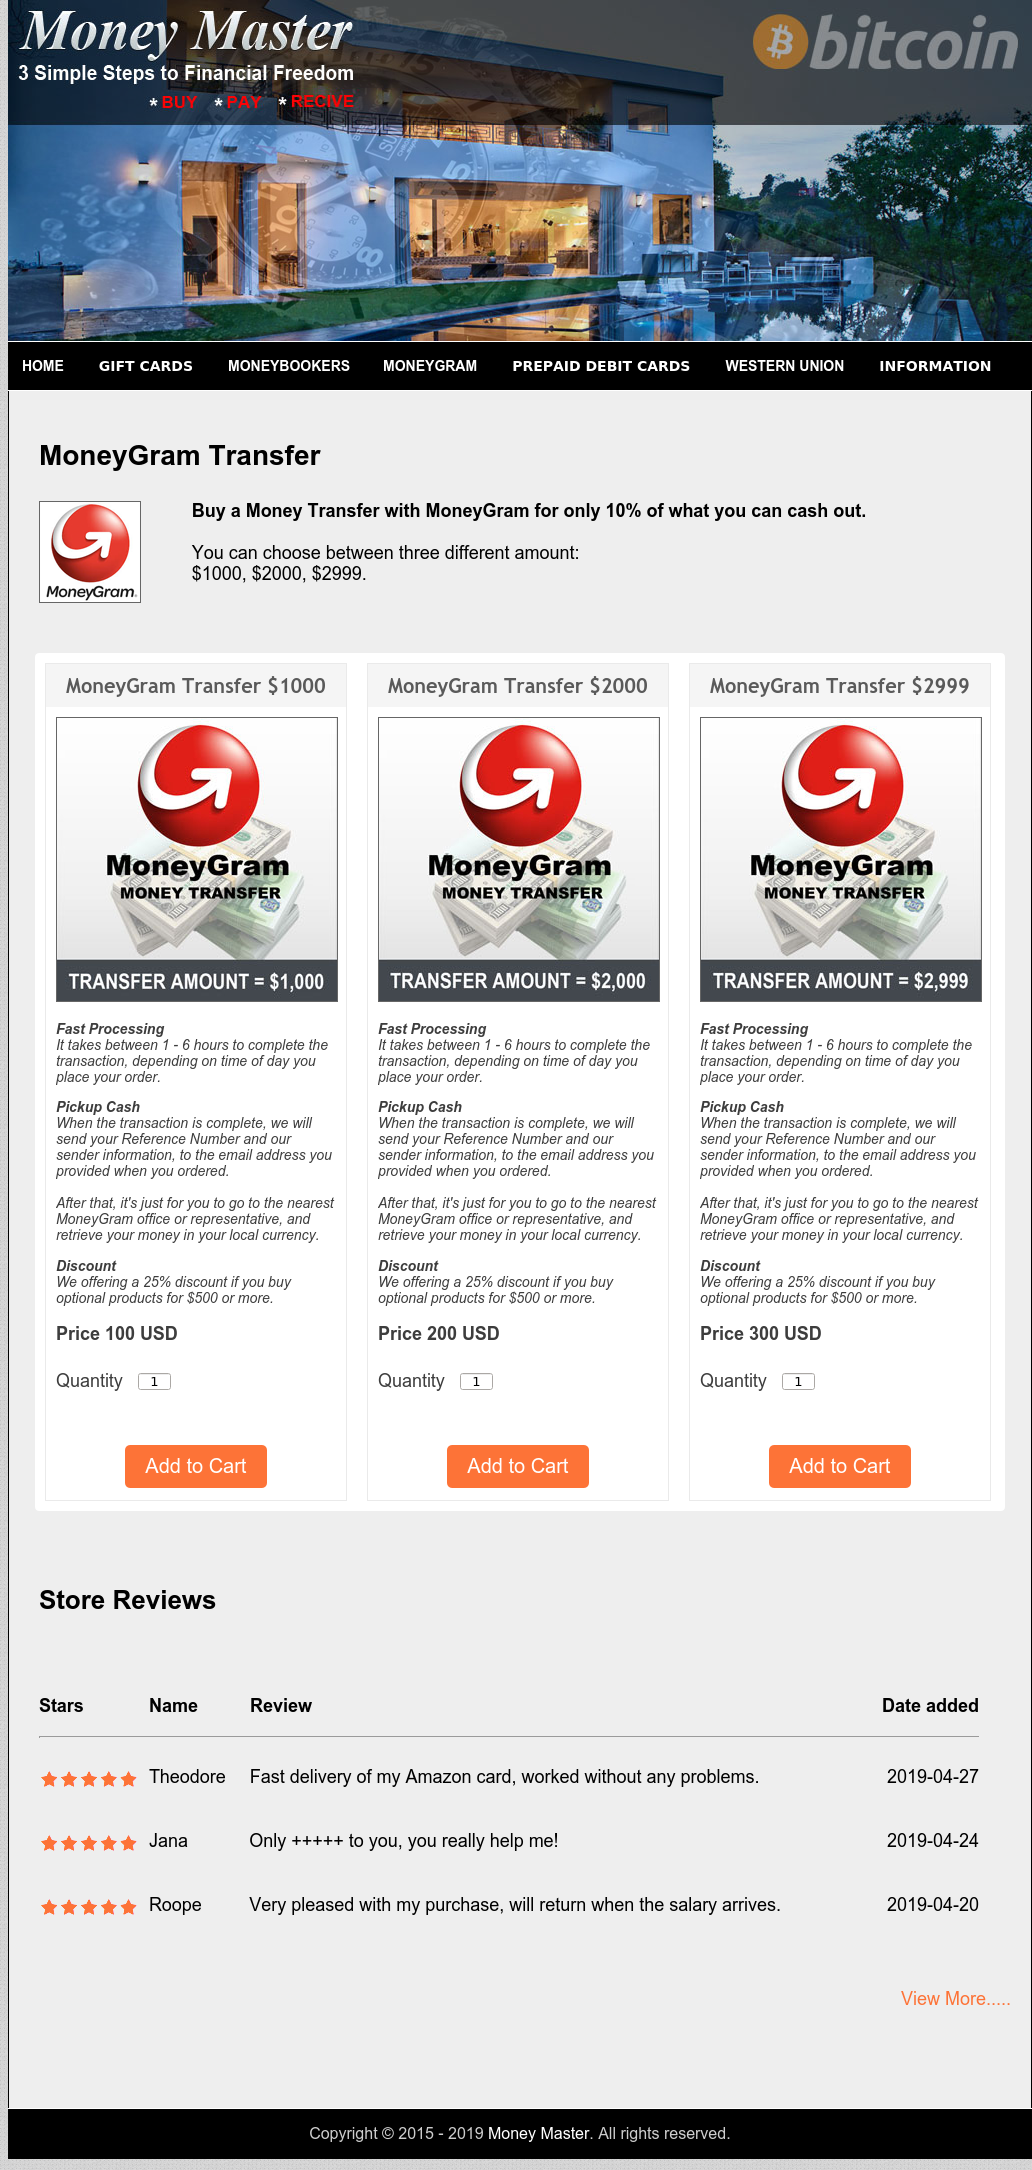 Money Master
bitcoin
3 Simple Steps to Financial Freedom
* BUY * PAY * RECIVE
HOME GIFT CARDS MONEYBOOKERS MONEYGRAM PREPAID DEBIT CARDS WESTERN UNION INFORMATION
MoneyGram Transfer
MoneyGram
Buy a Money Transfer with MoneyGram for only 10% of what you can cash out.
You can choose between three different amount:
$1000, $2000, $2999.
MoneyGram Transfer $1000
MoneyGram
MONEY TRANSFER
TRANSFER AMOUNT = $1,000
Fast Processing
It takes between 1 - 6 hours to complete the
transaction, depending on time of day you
place your order.
Pickup Cash
When the transaction is complete, we will
send your Reference Number and our
sender information, to the email address you
provided when you ordered.
After that, it's just for you to go to the nearest
MoneyGram office or representative, and
retrieve your money in your local currency.
Discount
We offering a 25% discount if you buy
optional products for $500 or more.
Price 100 USD
Quantity 1
Add to Cart
MoneyGram Transfer $2000
MoneyGram
MONEY TRANSFER
TRANSFER AMOUNT = $2,000
Fast Processing
It takes between 1 - 6 hours to complete the
transaction, depending on time of day you
place your order.
Pickup Cash
When the transaction is complete, we will
send your Reference Number and our
sender information, to the email address you
provided when you ordered.
After that, it's just for you to go to the nearest
MoneyGram office or representative, and
retrieve your money in your local currency.
Discount
We offering a 25% discount if you buy
optional products for $500 or more.
Price 200 USD
Quantity 1
Add to Cart
MoneyGram Transfer $2999
MoneyGram
MONEY TRANSFER
TRANSFER AMOUNT = $2,999
Fast Processing
It takes between 1 - 6 hours to complete the
transaction, depending on time of day you
place your order.
Pickup Cash
When the transaction is complete, we will
send your Reference Number and our
sender information, to the email address you
provided when you ordered.
After that, it's just for you to go to the nearest
MoneyGram office or representative, and
retrieve your money in your local currency.
Discount
We offering a 25% discount if you buy
optional products for $500 or more.
Price 300 USD
Quantity 1
Add to Cart
Store Reviews
Stars Name Review Date added
Theodore Fast delivery of my Amazon card, worked without any problems. 2019-04-27
Jana Only +++++ to you, you really help me! 2019-04-24
Roope Very pleased with my purchase, will return when the salary arrives. 2019-04-20
View More.....
Copyright © 2015 - 2019 Money Master. All rights reserved.